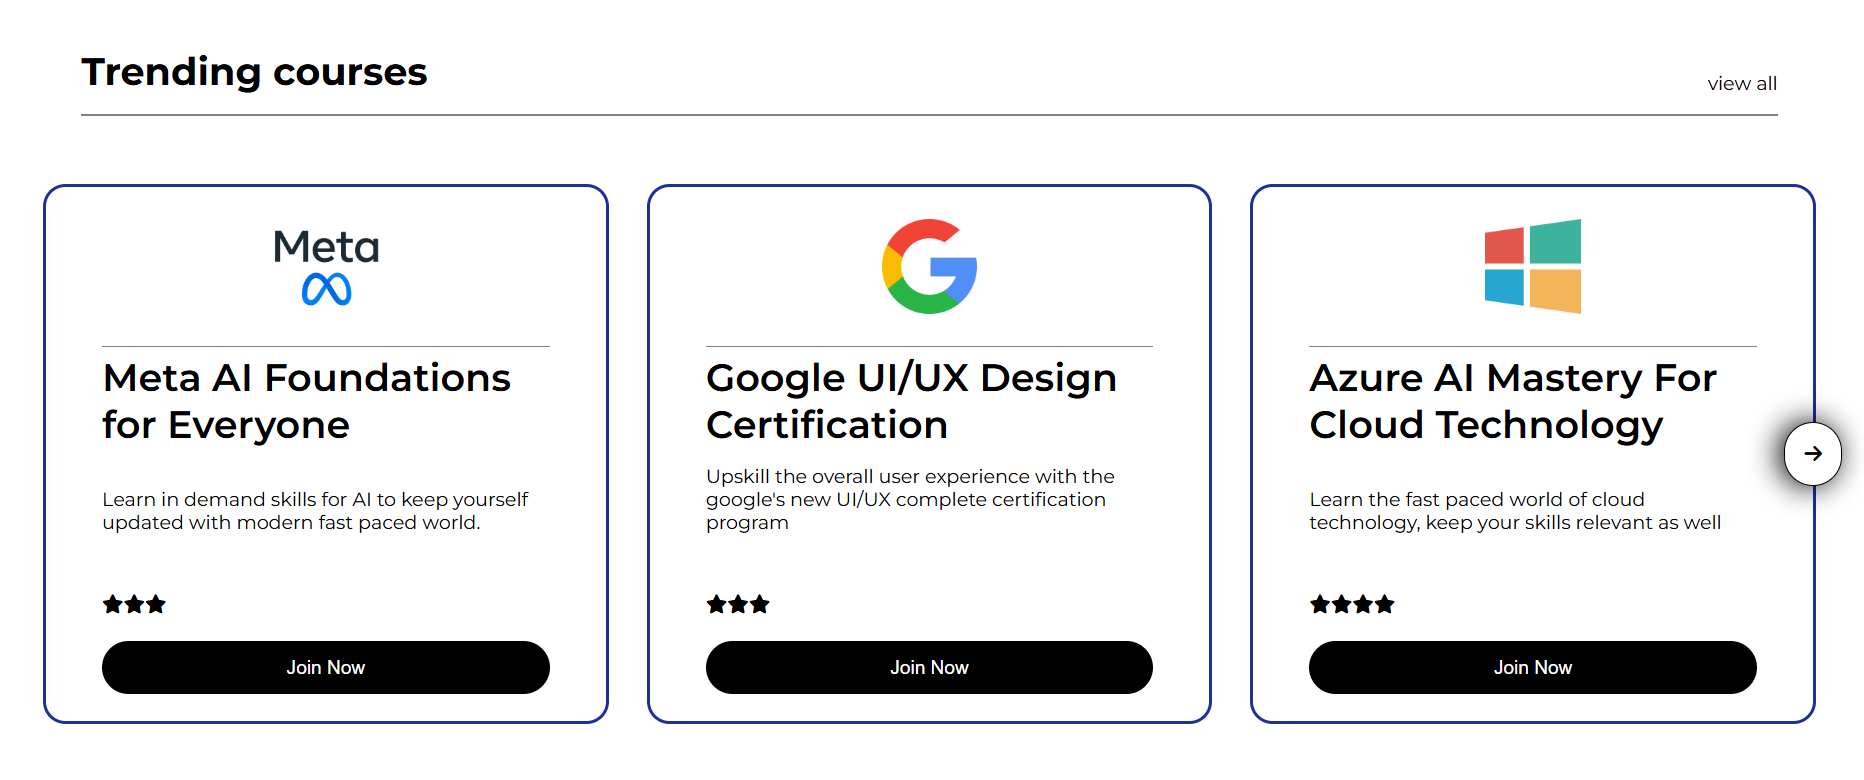 Trending courses
view all
Meta
Meta AI Foundations
for Everyone
Learn in demand skills for AI to keep yourself
updated with modern fast paced world.
Join Now
Google UI/UX Design
Certification
Upskill the overall user experience with the
google's new UI/UX complete certification
program
Join Now
Azure AI Mastery For
Cloud Technology
Learn the fast paced world of cloud
technology, keep your skills relevant as well
Join Now